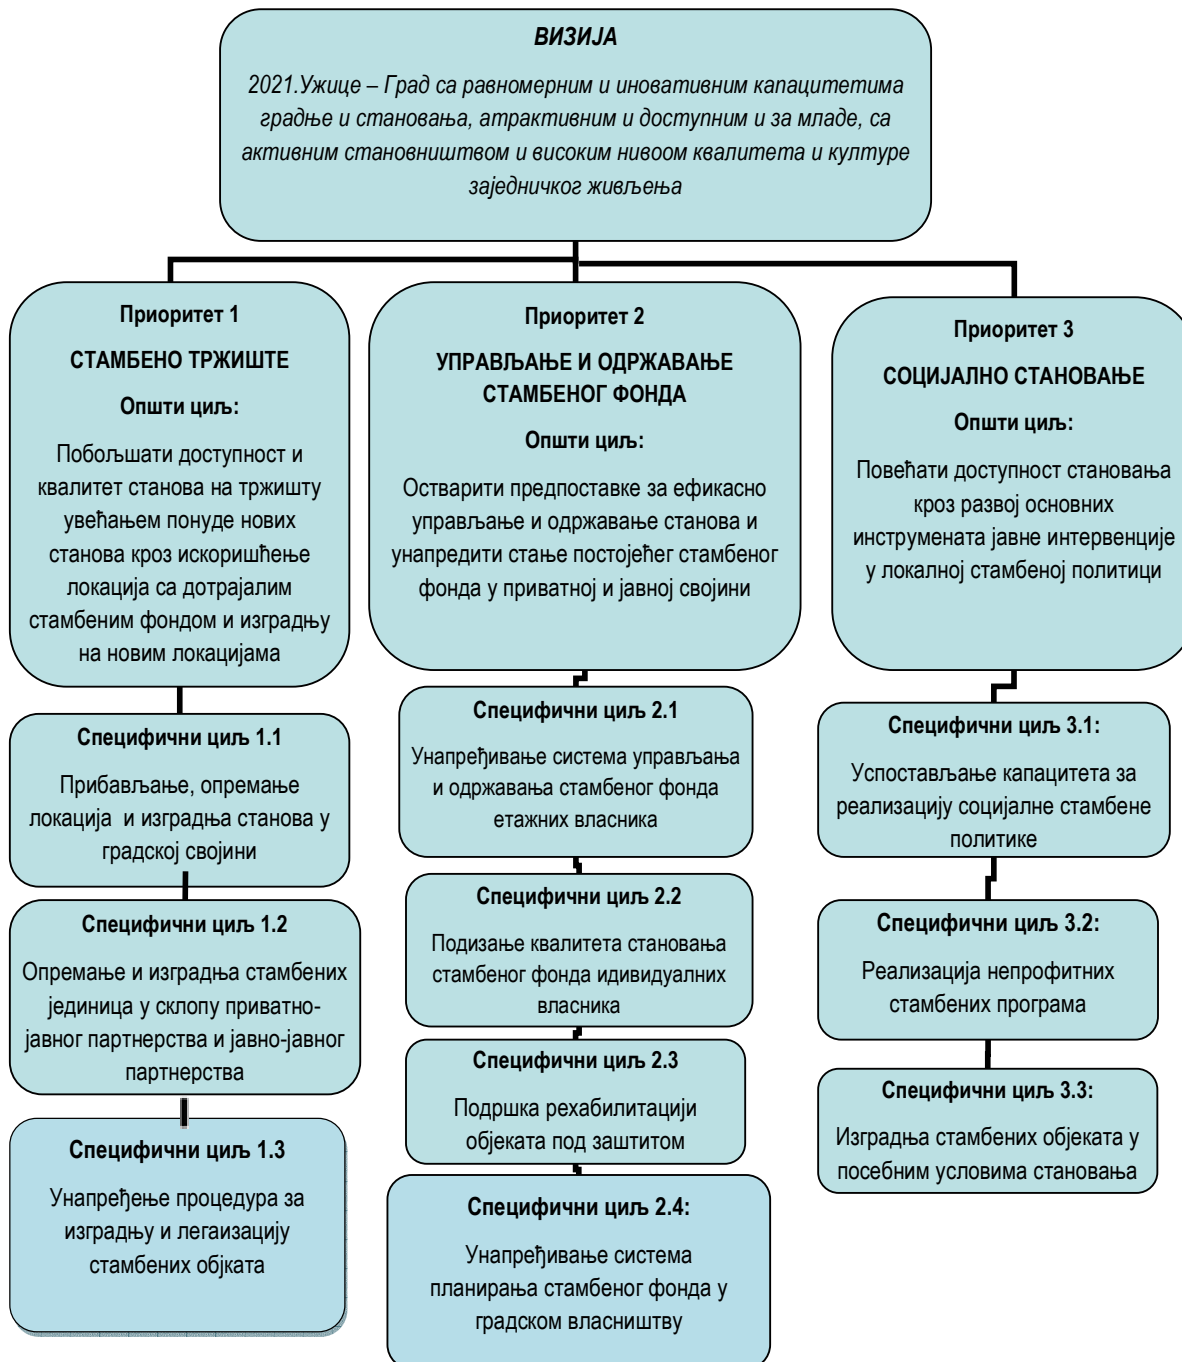 ВИЗИЈА
2021.Ужице – Град са равномерним и иновативним капацитетима
градње и становања, атрактивним и доступним и за младе, са
активним становништвом и високим нивоом квалитета и културе
заједничког живљења
Приоритет 1
СТАМБЕНО ТРЖИШТЕ
Општи циљ:
Побољшати доступност и
квалитет станова на тржишту
увећањем понуде нових
станова кроз искоришћење
локација са дотрајалим
стамбеним фондом и изградњу
на новим локацијама
Специфични циљ 1.1
Прибављање, опремање
локација и изградња станова у
градској својини
Специфични циљ 1.2
Опремање и изградња стамбених
јединица у склопу приватно-
јавног партнерства и јавно-јавног
партнерства
Специфични циљ 1.3
Унапређење процедура за
изградњу и легаизацију
стамбених објката
Приоритет 2
УПРАВЉАЊЕ И ОДРЖАВАЊЕ
СТАМБЕНОГ ФОНДА
Општи циљ:
Остварити предпоставке за ефикасно
управљање и одржавање станова и
унапредити стање постојећег стамбеног
фонда у приватној и јавној својини
Специфични циљ 2.1
Унапређивање система управљања
и одржавања стамбеног фонда
етажних власника
Специфични циљ 2.2
Подизање квалитета становања
стамбеног фонда идивидуалних
власника
Специфични циљ 2.3
Подршка рехабилитацији
објеката под заштитом
Специфични циљ 2.4:
Унапређивање система
планирања стамбеног фонда у
градском власништву
Приоритет 3
СОЦИЈАЛНО СТАНОВАЊЕ
Општи циљ:
Повећати доступност становања
кроз развој основних
инструмената јавне интервенције
у локалној стамбеној политици
Специфични циљ 3.1:
Успостављање капацитета за
реализацију социјалне стамбене
политике
Специфични циљ 3.2:
Реализација непрофитних
стамбених програма
Специфични циљ 3.3:
Изградња стамбених објеката у
посебним условима становања